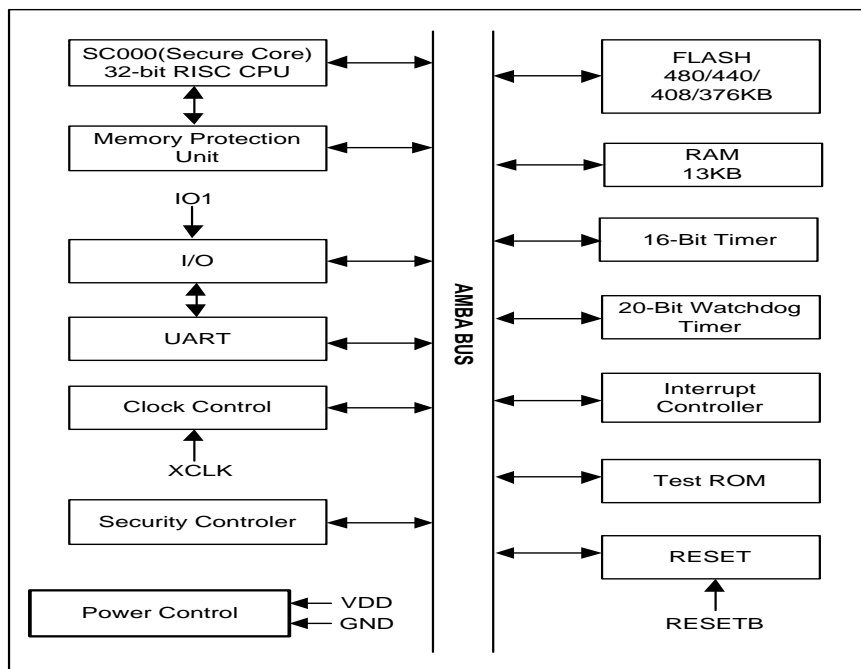 SC000(Secure Core)
32-bit RISC CPU
Memory Protection
Unit
IO1
I/O
UART
Clock Control
XCLK
Security Controler
Power Control
VDD
GND
AMBA BUS
FLASH
480/440/
408/376KB
RAM
13KB
16-Bit Timer
20-Bit Watchdog
Timer
Interrupt
Controller
Test ROM
RESET
RESETB